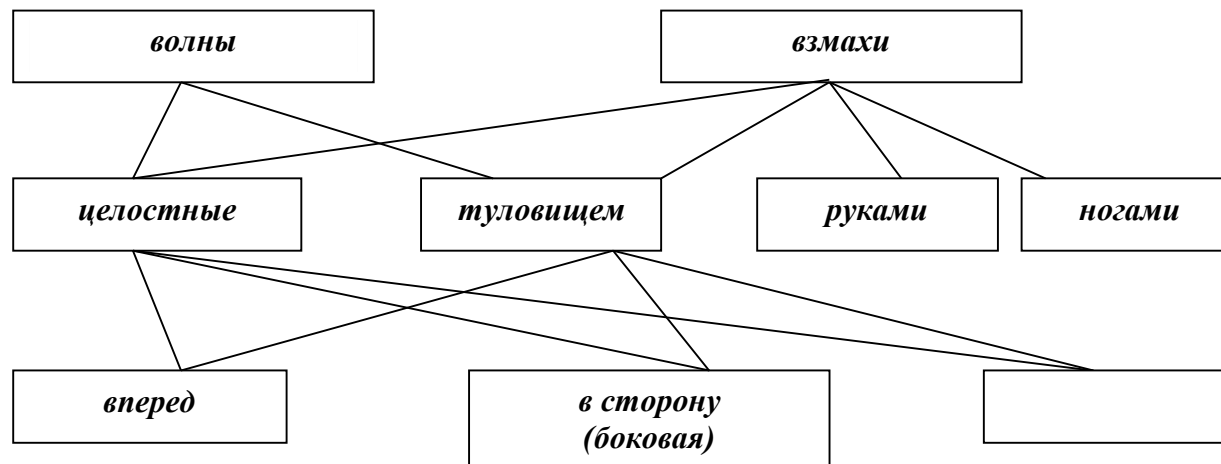 волны
взмахи
целостные
туловищем
руками
ногами
вперед
в сторону
(боковая)